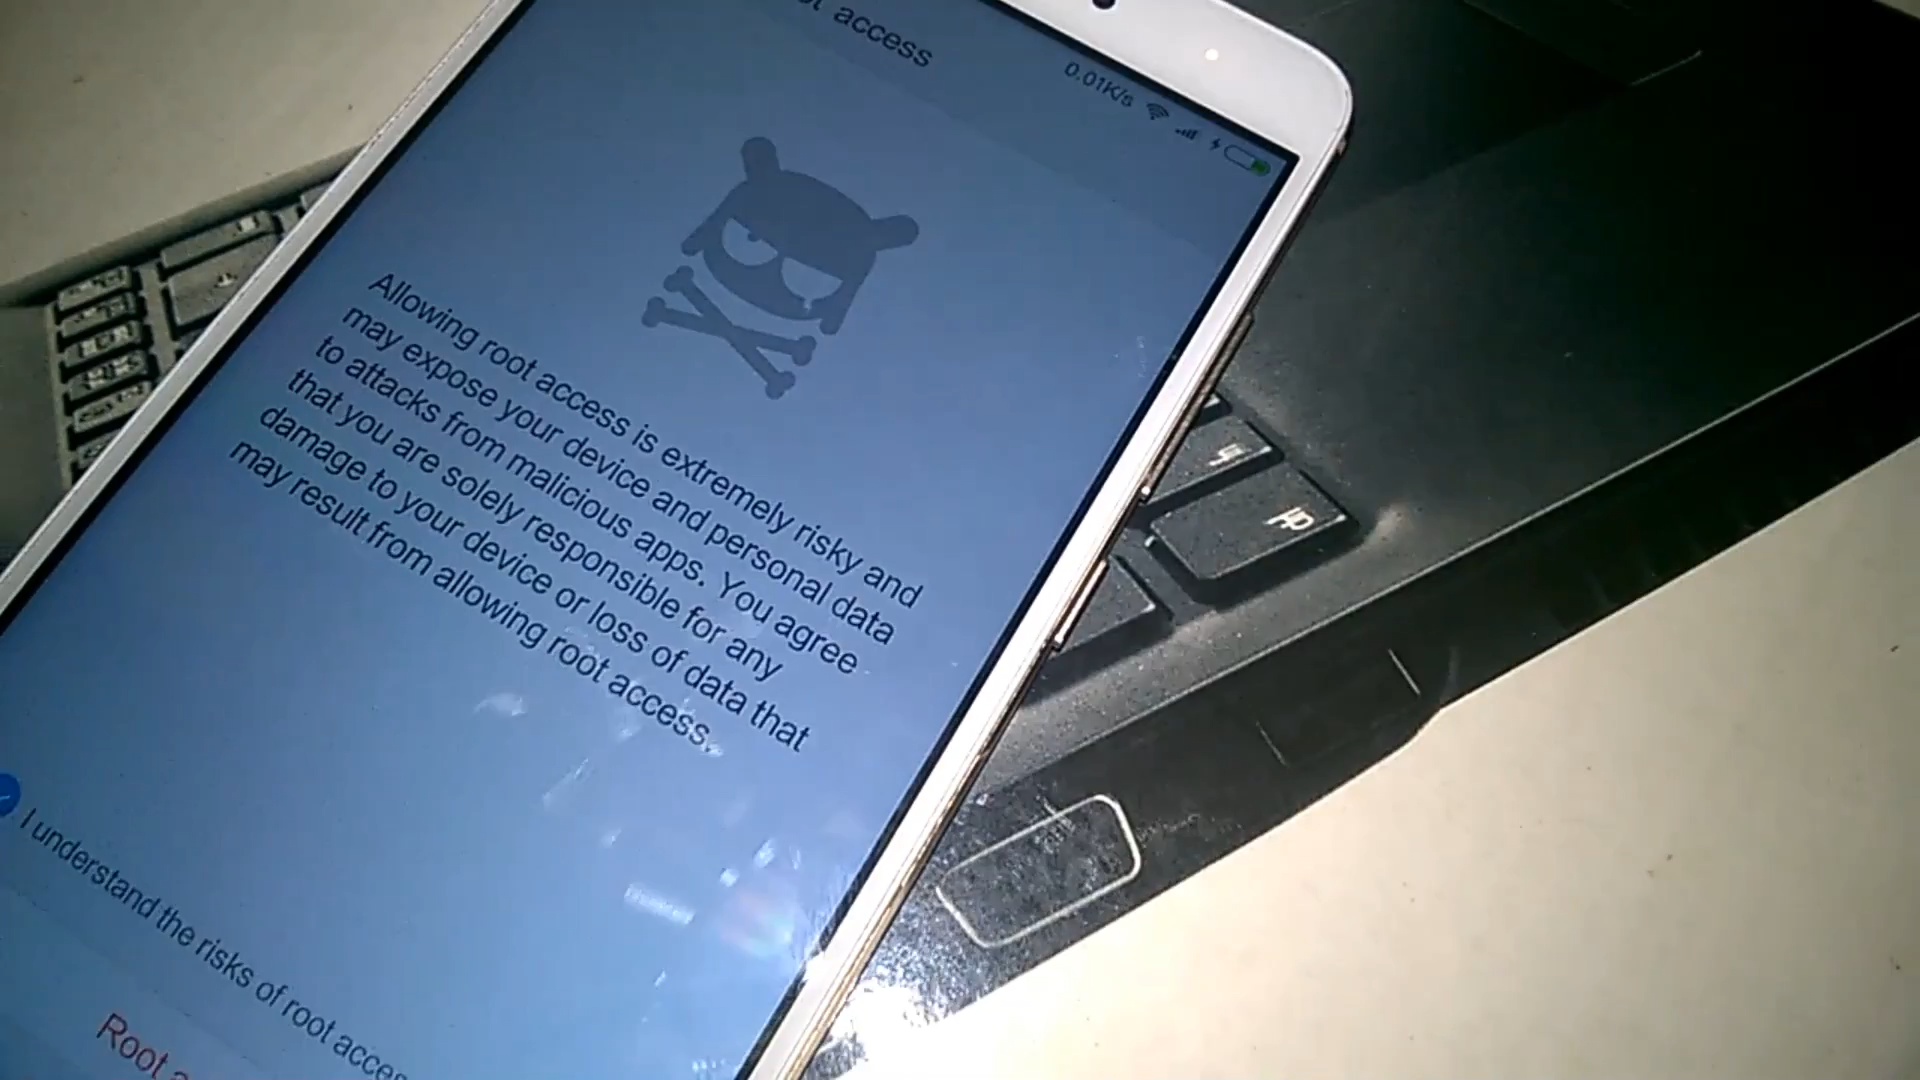 access
0.01K/s
Allowing root access is extremely risky and
may expose your device and personal data
to attacks from malicious apps. You agree
that you are solely responsible for any
damage to your device or loss of data that
may result from allowing root access.
I understand the risks of root
Root